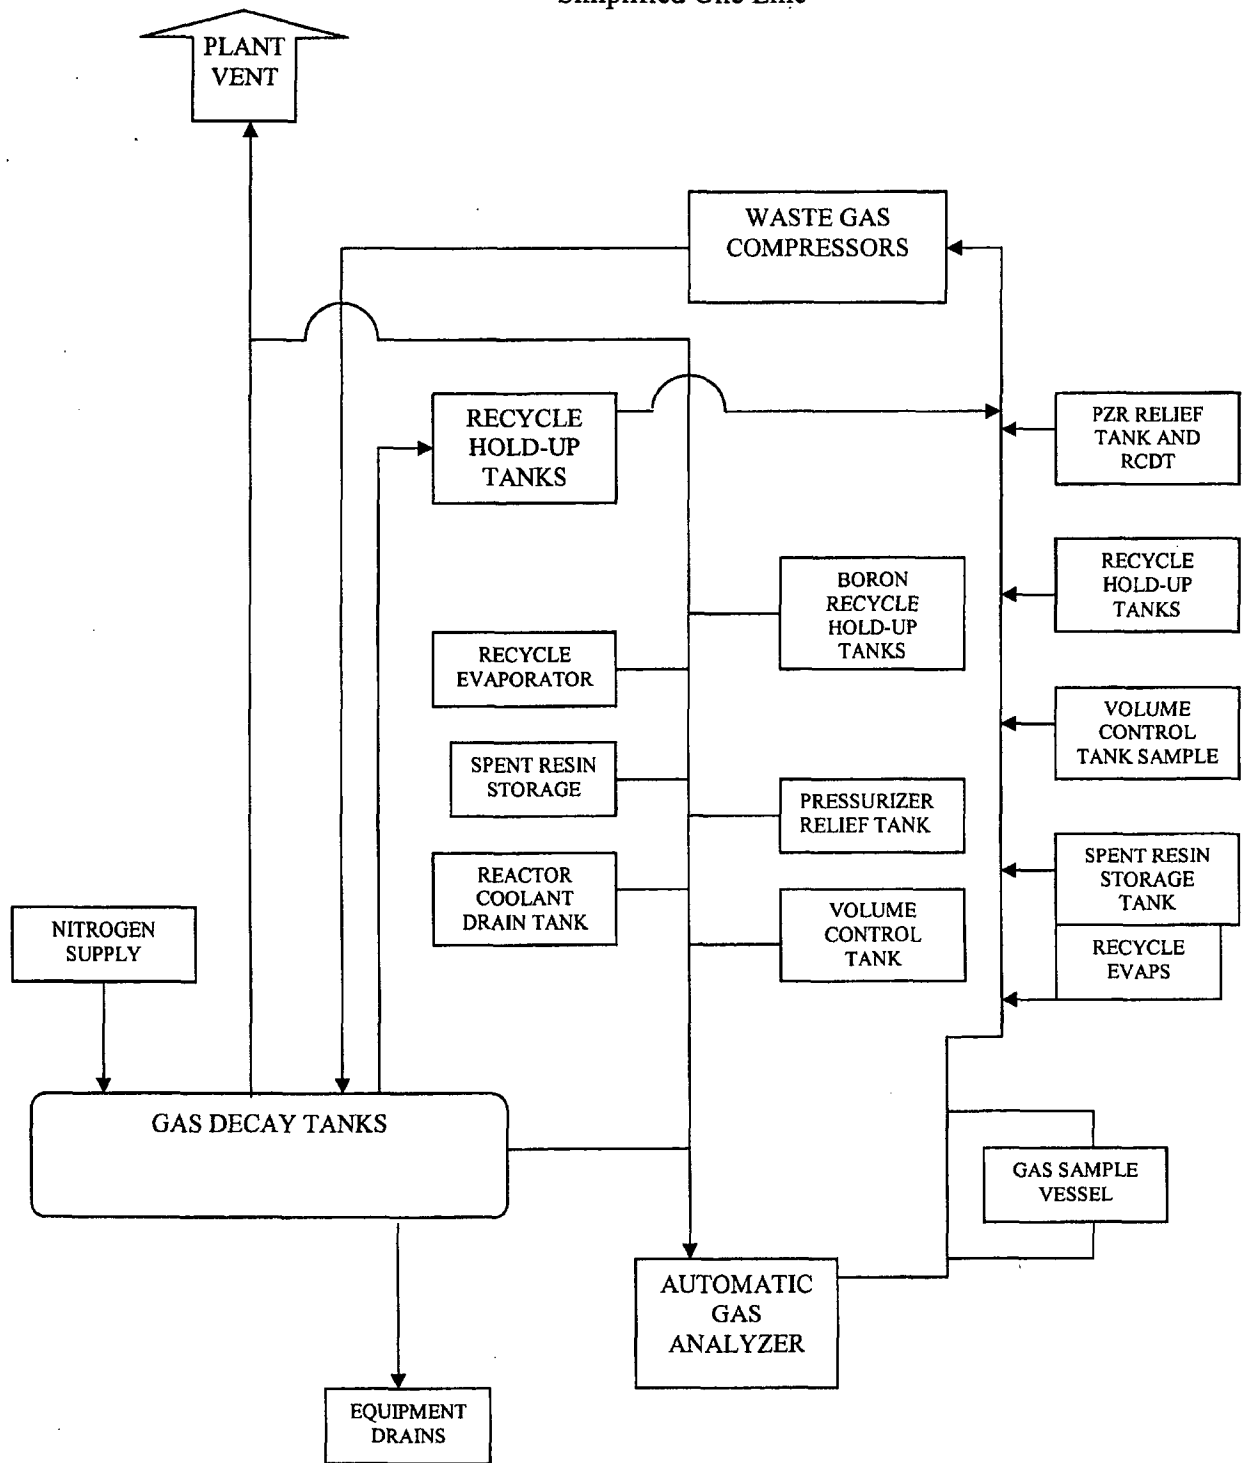 Simplified One Line
PLANT
VENT
WASTE GAS
COMPRESSORS
RECYCLE
HOLD-UP
TANKS
PZR RELIEF
TANK AND
RCDT
BORON
RECYCLE
HOLD-UP
TANKS
RECYCLE
HOLD-UP
TANKS
RECYCLE
EVAPORATOR
VOLUME
CONTROL
TANK SAMPLE
SPENT RESIN
STORAGE
PRESSURIZER
RELIEF TANK
REACTOR
COOLANT
DRAIN TANK
SPENT RESIN
STORAGE
TANK
VOLUME
CONTROL
TANK
NITROGEN
SUPPLY
RECYCLE
EVAPS
GAS DECAY TANKS
GAS SAMPLE
VESSEL
AUTOMATIC
GAS
ANALYZER
EQUIPMENT
DRAINS